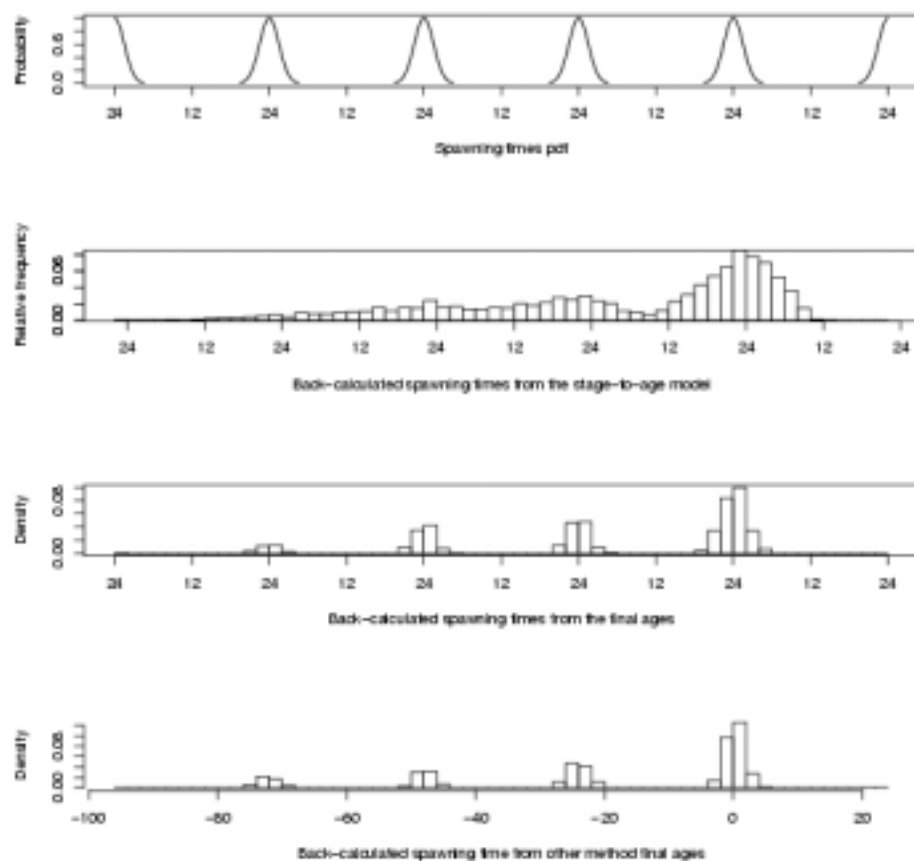 Probability
0.0 0.6
24 12 24 12 24 12 24 12 24 12 24
Spawning times pdf
Relative frequency
0.00 0.06
24 12 24 12 24 12 24 12 24 12 24
Back-calculated spawning times from the stage-to-age model
Density
0.00
24 12 24 12 24 12 24 12 24 12 24
Back-calculated spawning times from the final ages
Density
0.00
-100 -80 -60 -40 -20 0 20
Back-calculated spawning time from other method final ages